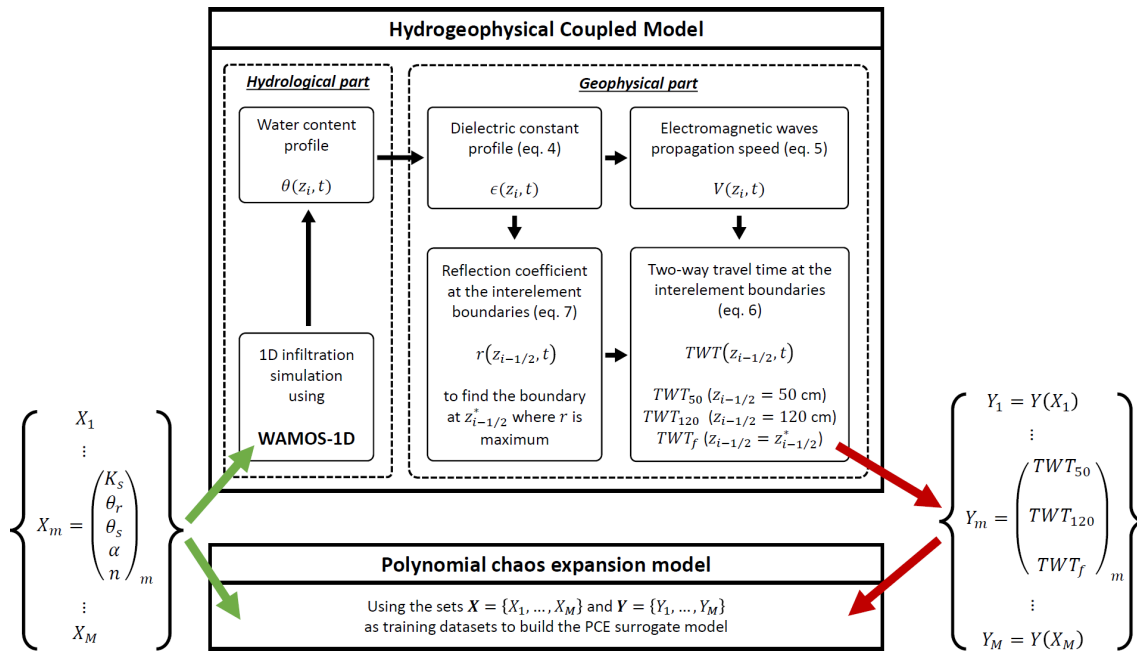 Hydrogeophysical Coupled Model
Hydrological part
Water content
profile
θ(z_i, t)
1D infiltration
simulation
using
WAMOS-1D
Geophysical part
Dielectric constant
profile (eq. 4)
ϵ(z_i, t)
Electromagnetic waves
propagation speed (eq. 5)
V(z_i, t)
Reflection coefficient
at the interelement
boundaries (eq. 7)
r(z_{i−1/2}, t)
to find the boundary
at z*_{i−1/2} where r is
maximum
Two-way travel time at the
interelement boundaries
(eq. 6)
TWT(z_{i−1/2}, t)
TWT_50 (z_{i−1/2} = 50 cm)
TWT_120 (z_{i−1/2} = 120 cm)
TWT_f (z_{i−1/2} = z*_{i−1/2})
X_1
⋮
X_m = (K_s
θ_r
θ_s
α
n)_m
⋮
X_M
Y_1 = Y(X_1)
⋮
Y_m = (TWT_50
TWT_120
TWT_f)_m
⋮
Y_M = Y(X_M)
Polynomial chaos expansion model
Using the sets X = {X_1, …, X_M} and Y = {Y_1, …, Y_M}
as training datasets to build the PCE surrogate model